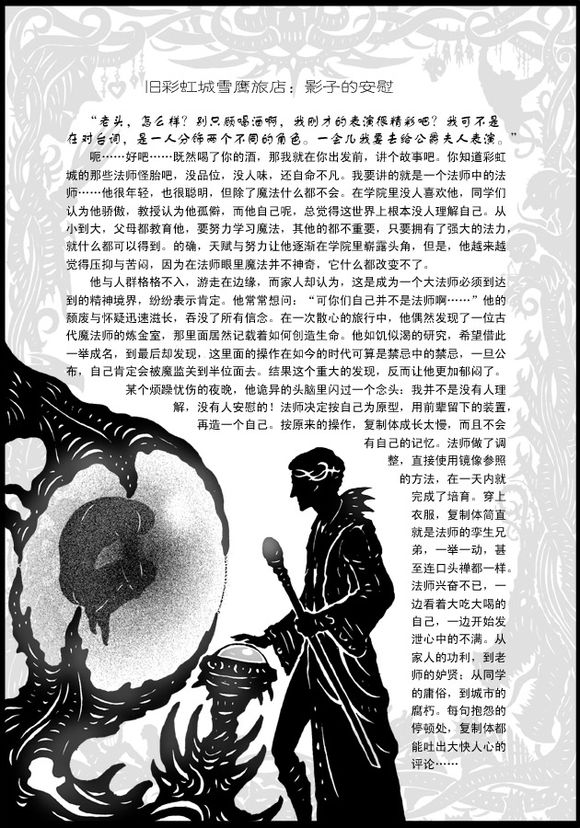 旧彩虹城雪鹰旅店：影子的安慰
“老头，怎么样？别只顾喝酒啊，我刚才的表演很精彩吧？我可不是
在对台词，是一人分饰两个不同的角色。一会儿我要去给公爵夫人表演。”
呃……好吧……既然喝了你的酒，那我就在你出发前，讲个故事吧。你知道彩虹
城的那些法师怪胎吧，没品位，没人味，还自命不凡。我要讲的就是一个法师中的法
师……他很年轻，也很聪明，但除了魔法什么都不会。在学院里没人喜欢他，同学们
认为他骄傲，教授认为他孤僻，而他自己呢，总觉得这世界上根本没人理解自己。从
小到大，父母都教育他，要努力学习魔法，其他的都不重要，只要拥有了强大的法力，
就什么都可以得到。的确，天赋与努力让他逐渐在学院里崭露头角，但是，他越来越
觉得压抑与苦闷，因为在法师眼里魔法并不神奇，它什么都改变不了。
他与人群格格不入，游走在边缘，而家人却认为，这是成为一个大法师必须到达
到的精神境界，纷纷表示肯定。他常常想问：“可你们自己并不是法师啊……”他的
颓废与怀疑迅速滋长，吞没了所有信念。在一次散心的旅行中，他偶然发现了一位古
代魔法师的炼金室，那里面居然记载着如何创造生命。他如饥似渴的研究，希望借此
一举成名，到最后却发现，这里面的操作在如今的时代可算是禁忌中的禁忌，一旦公
布，自己肯定会被魔监关到半位面去。结果这个重大的发现，反而让他更加郁闷了。
某个烦躁忧伤的夜晚，他诡异的头脑里闪过一个念头：我并不是没有人理
解，没有人安慰的！法师决定按自己为原型，用前辈留下的装置，
再造一个自己。按原来的操作，复制体成长太慢，而且不会
有自己的记忆。法师做了调
整，直接使用镜像参照
的方法，在一天内就
完成了培育。穿上
衣服，复制体简直
就是法师的孪生兄
弟，一举一动，甚
至连口头禅都一样。
法师兴奋不已，一
边看着大吃大喝的
自己，一边开始发
泄心中的不满。从
家人的功利，到老
师的妒贤；从同学
的庸俗，到城市的
腐朽。每句抱怨的
停顿处，复制体都
能吐出大快人心的
评论……